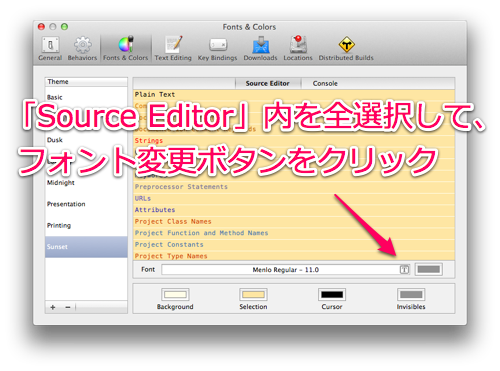 Fonts & Colors
General Behaviors Fonts & Colors Text Editing Key Bindings Downloads Locations Distributed Builds
Theme
Source Editor Console
Basic
Plain Text
「Source Editor」内を全選択して、
Dusk
Strings
フォント変更ボタンをクリック
Midnight
Preprocessor Statements
URLs
Presentation
Attributes
Project Class Names
Printing
Project Function and Method Names
Project Constants
Sunset
Project Type Names
Font Menlo Regular - 11.0 T
+ −
Background Selection Cursor Invisibles